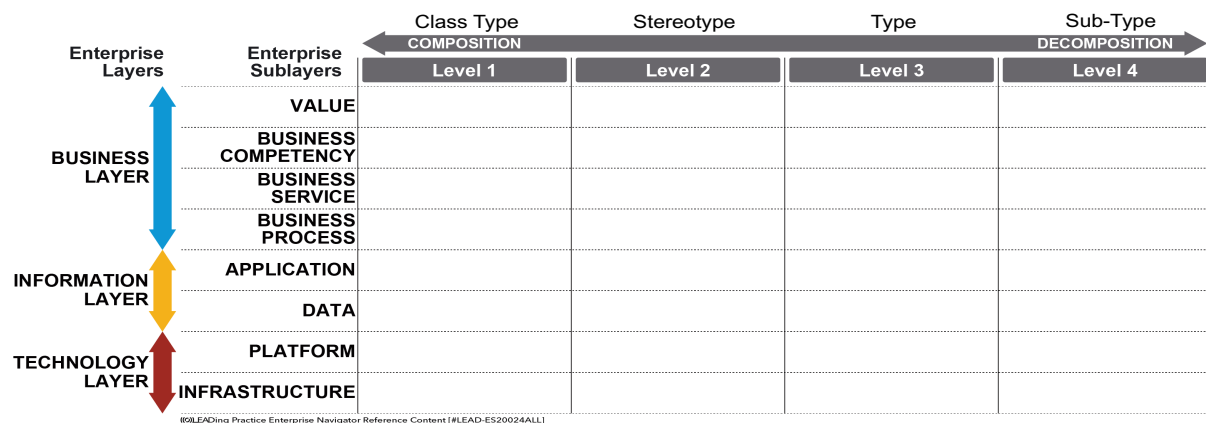 Class Type Stereotype Type Sub-Type
COMPOSITION DECOMPOSITION
Enterprise
Layers
Enterprise
Sublayers
Level 1 Level 2 Level 3 Level 4
BUSINESS
LAYER
VALUE
BUSINESS
COMPETENCY
BUSINESS
SERVICE
BUSINESS
PROCESS
INFORMATION
LAYER
APPLICATION
DATA
TECHNOLOGY
LAYER
PLATFORM
INFRASTRUCTURE
LEADing Practice Enterprise Navigator Reference Content [#LEAD-ES20024ALL]